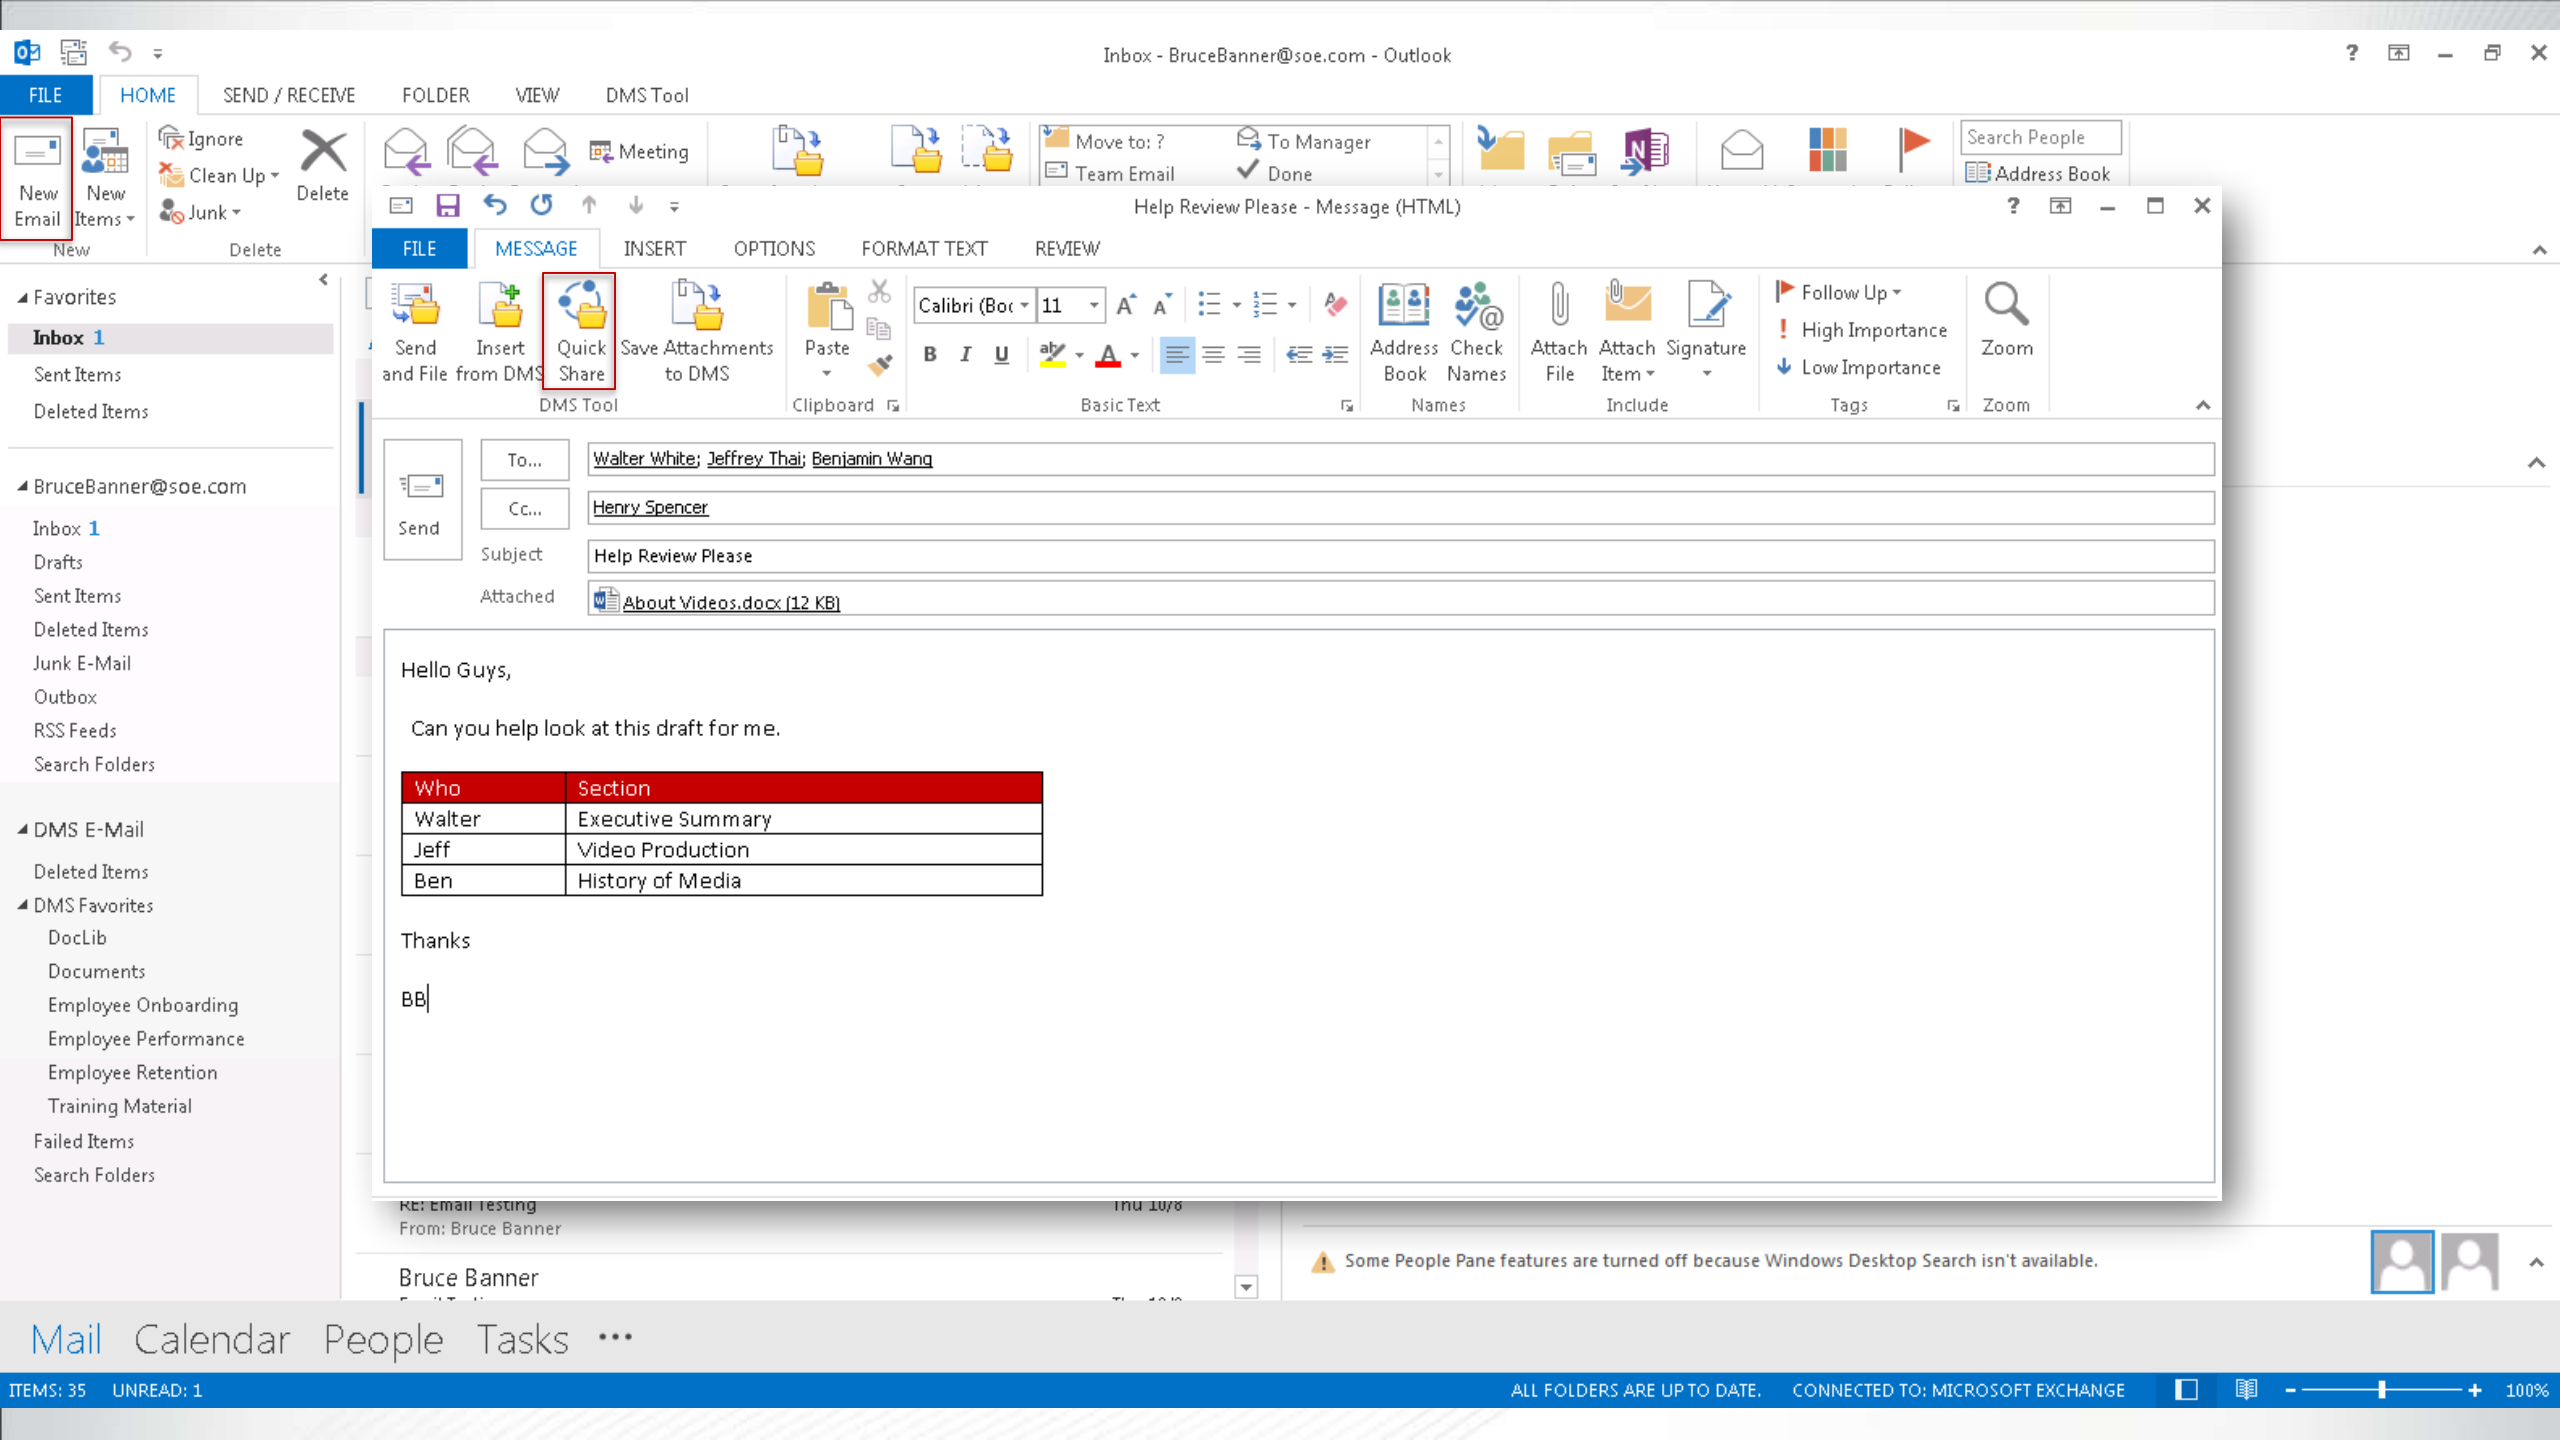 Inbox - BruceBanner@soe.com - Outlook
FILE HOME SEND / RECEIVE FOLDER VIEW DMS Tool
New Email
New Items
New
Ignore
Clean Up
Junk
Delete
Delete
Meeting
Move to: ?
Team Email
To Manager
Done
Search People
Address Book
Help Review Please - Message (HTML)
FILE MESSAGE INSERT OPTIONS FORMAT TEXT REVIEW
Send and File
Insert from DMS
Quick Share
Save Attachments to DMS
DMS Tool
Paste
Clipboard
Calibri (Boc 11
B I U
Basic Text
Address Book
Check Names
Names
Attach File
Attach Item
Signature
Include
Follow Up
High Importance
Low Importance
Tags
Zoom
Zoom
Send
To... Walter White; Jeffrey Thai; Benjamin Wang
Cc... Henry Spencer
Subject Help Review Please
Attached About Videos.docx (12 KB)
Hello Guys,
Can you help look at this draft for me.
Who Section
Walter Executive Summary
Jeff Video Production
Ben History of Media
Thanks
BB
Favorites
Inbox 1
Sent Items
Deleted Items
BruceBanner@soe.com
Inbox 1
Drafts
Sent Items
Deleted Items
Junk E-Mail
Outbox
RSS Feeds
Search Folders
DMS E-Mail
Deleted Items
DMS Favorites
DocLib
Documents
Employee Onboarding
Employee Performance
Employee Retention
Training Material
Failed Items
Search Folders
RE: Email Testing Thu 10/8
From: Bruce Banner
Bruce Banner
Some People Pane features are turned off because Windows Desktop Search isn't available.
Mail Calendar People Tasks •••
ITEMS: 35 UNREAD: 1
ALL FOLDERS ARE UP TO DATE. CONNECTED TO: MICROSOFT EXCHANGE 100%